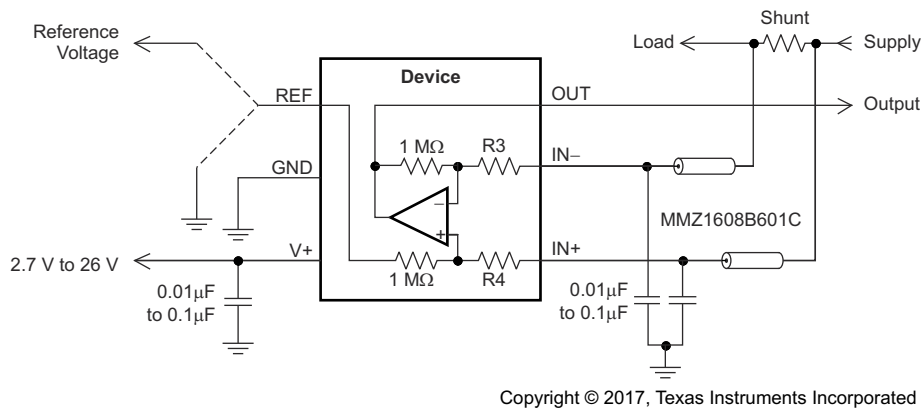 Shunt
Reference
Voltage
Load
Supply
Device
REF
OUT
Output
1 MΩ
R3
IN−
GND
−
+
MMZ1608B601C
V+
IN+
2.7 V to 26 V
1 MΩ
R4
0.01μF
to 0.1μF
0.01μF
to 0.1μF
Copyright © 2017, Texas Instruments Incorporated